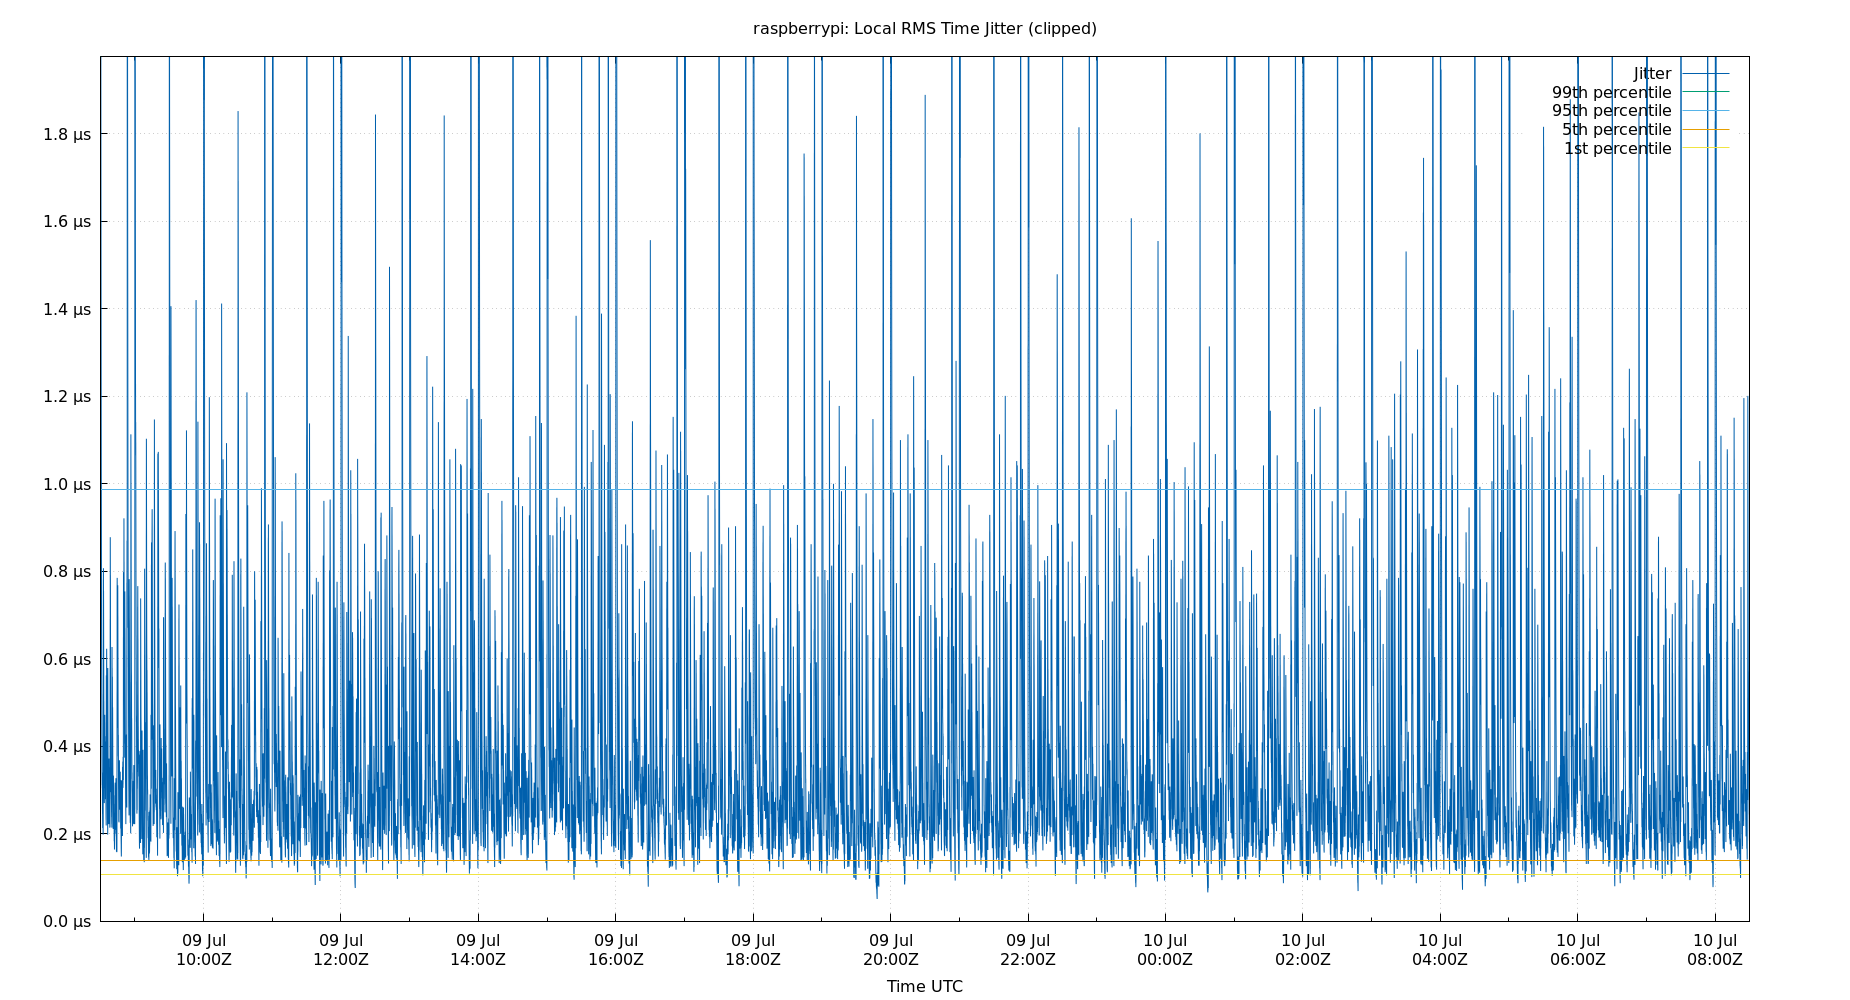 raspberrypi: Local RMS Time Jitter (clipped)
Jitter
99th percentile
95th percentile
5th percentile
1st percentile
1.8 μs
1.6 μs
1.4 μs
1.2 μs
1.0 μs
0.8 μs
0.6 μs
0.4 μs
0.2 μs
0.0 μs
09 Jul 09 Jul 09 Jul 09 Jul 09 Jul 09 Jul 09 Jul 10 Jul 10 Jul 10 Jul 10 Jul 10 Jul
10:00Z 12:00Z 14:00Z 16:00Z 18:00Z 20:00Z 22:00Z 00:00Z 02:00Z 04:00Z 06:00Z 08:00Z
Time UTC